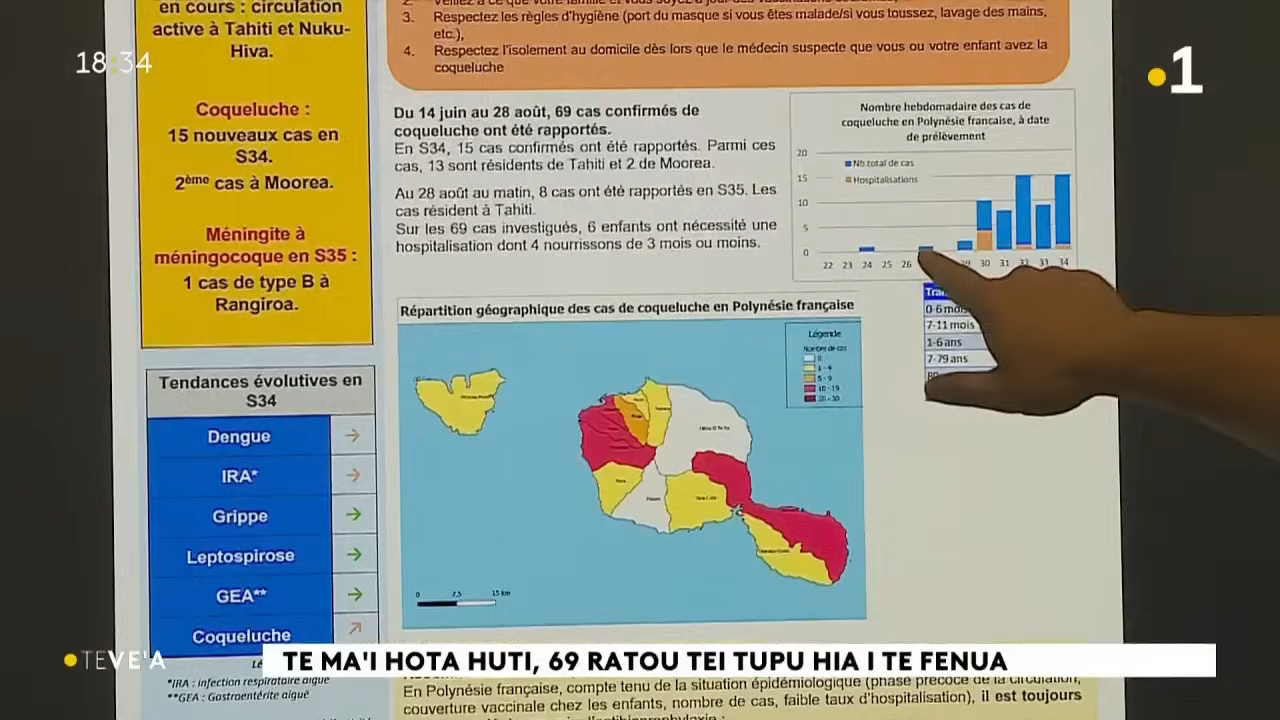 en cours : circulation
active à Tahiti et Nuku-
Hiva.
18:34
Coqueluche :
15 nouveaux cas en
S34.
2ème cas à Moorea.
Méningite à
méningocoque en S35 :
1 cas de type B à
Rangiroa.
3. Respectez les règles d'hygiène (port du masque si vous êtes malade/si vous toussez, lavage des mains,
etc.),
4. Respectez l'isolement au domicile dès lors que le médecin suspecte que vous ou votre enfant avez la
coqueluche
1
Du 14 juin au 28 août, 69 cas confirmés de
coqueluche ont été rapportés.
En S34, 15 cas confirmés ont été rapportés. Parmi ces
cas, 13 sont résidents de Tahiti et 2 de Moorea.
Au 28 août au matin, 8 cas ont été rapportés en S35. Les
cas résident à Tahiti.
Sur les 69 cas investigués, 6 enfants ont nécessité une
hospitalisation dont 4 nourrissons de 3 mois ou moins.
Nombre hebdomadaire des cas de
coqueluche en Polynésie française, à date
de prélèvement
20
15
10
5
0
Nb total de cas
Hospitalisations
22 23 24 25 26 29 30 31 32 33 34
0-6 mois
7-11 mois
1-6 ans
7-79 ans
Répartition géographique des cas de coqueluche en Polynésie française
Légende
Nombre de cas
0
1 - 4
5 - 9
10 - 19
20 - 30
0 7,5 15 km
Tendances évolutives en
S34
Dengue →
IRA* →
Grippe →
Leptospirose →
GEA** →
Coqueluche ↗
TEVE'A
TE MA'I HOTA HUTI, 69 RATOU TEI TUPU HIA I TE FENUA
*IRA : infection respiratoire aigüe
**GEA : Gastroentérite aiguë
En Polynésie française, compte tenu de la situation épidémiologique (phase précoce de la circulation,
couverture vaccinale chez les enfants, nombre de cas, faible taux d'hospitalisation), il est toujours